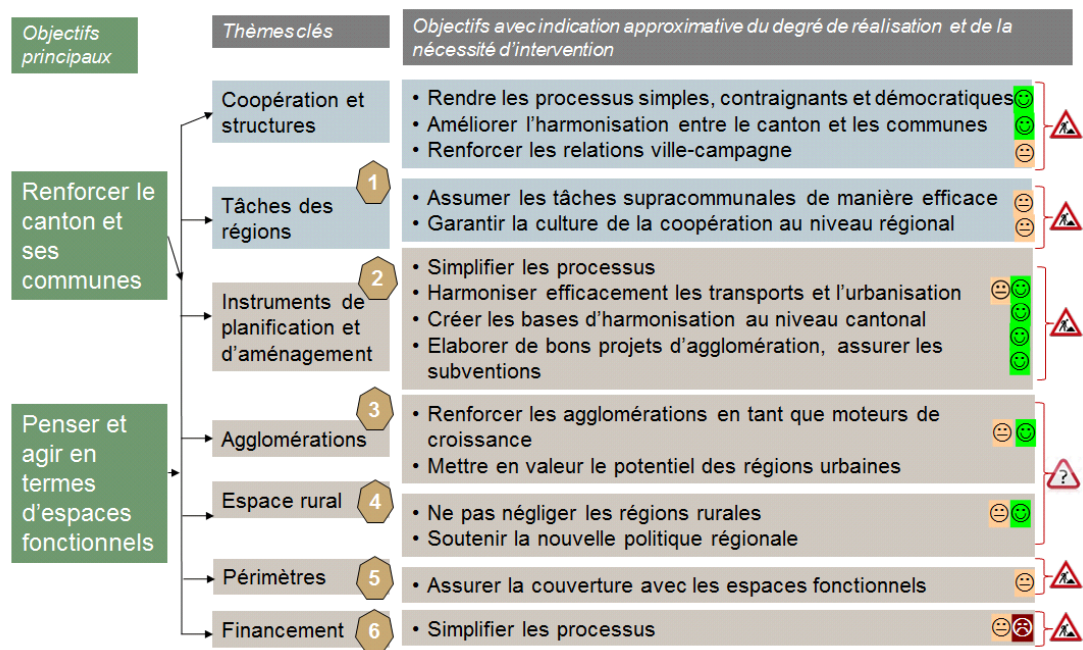 Objectifs
principaux
Thèmes clés
Objectifs avec indication approximative du degré de réalisation et de la
nécessité d'intervention
Renforcer le
canton et
ses
communes
Penser et
agir en
termes
d'espaces
fonctionnels
Coopération et
structures
• Rendre les processus simples, contraignants et démocratiques
• Améliorer l'harmonisation entre le canton et les communes
• Renforcer les relations ville-campagne
1
Tâches des
régions
• Assumer les tâches supracommunales de manière efficace
• Garantir la culture de la coopération au niveau régional
2
Instruments de
planification et
d'aménagement
• Simplifier les processus
• Harmoniser efficacement les transports et l'urbanisation
• Créer les bases d'harmonisation au niveau cantonal
• Elaborer de bons projets d'agglomération, assurer les
subventions
3
Agglomérations
• Renforcer les agglomérations en tant que moteurs de
croissance
• Mettre en valeur le potentiel des régions urbaines
?
Espace rural
4
• Ne pas négliger les régions rurales
• Soutenir la nouvelle politique régionale
Périmètres
5
• Assurer la couverture avec les espaces fonctionnels
Financement
6
• Simplifier les processus